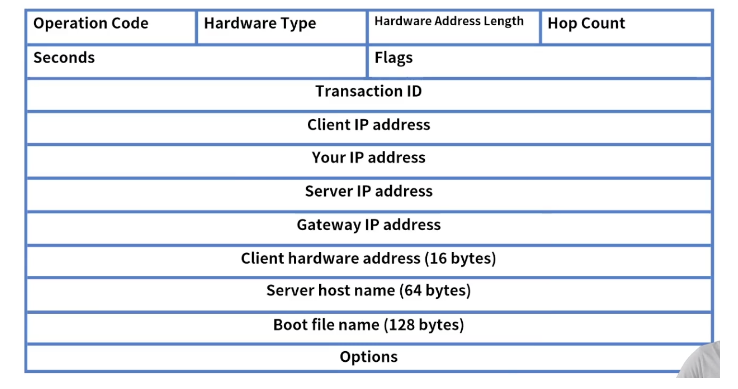 Operation Code
Hardware Type
Hardware Address Length
Hop Count
Seconds
Flags
Transaction ID
Client IP address
Your IP address
Server IP address
Gateway IP address
Client hardware address (16 bytes)
Server host name (64 bytes)
Boot file name (128 bytes)
Options